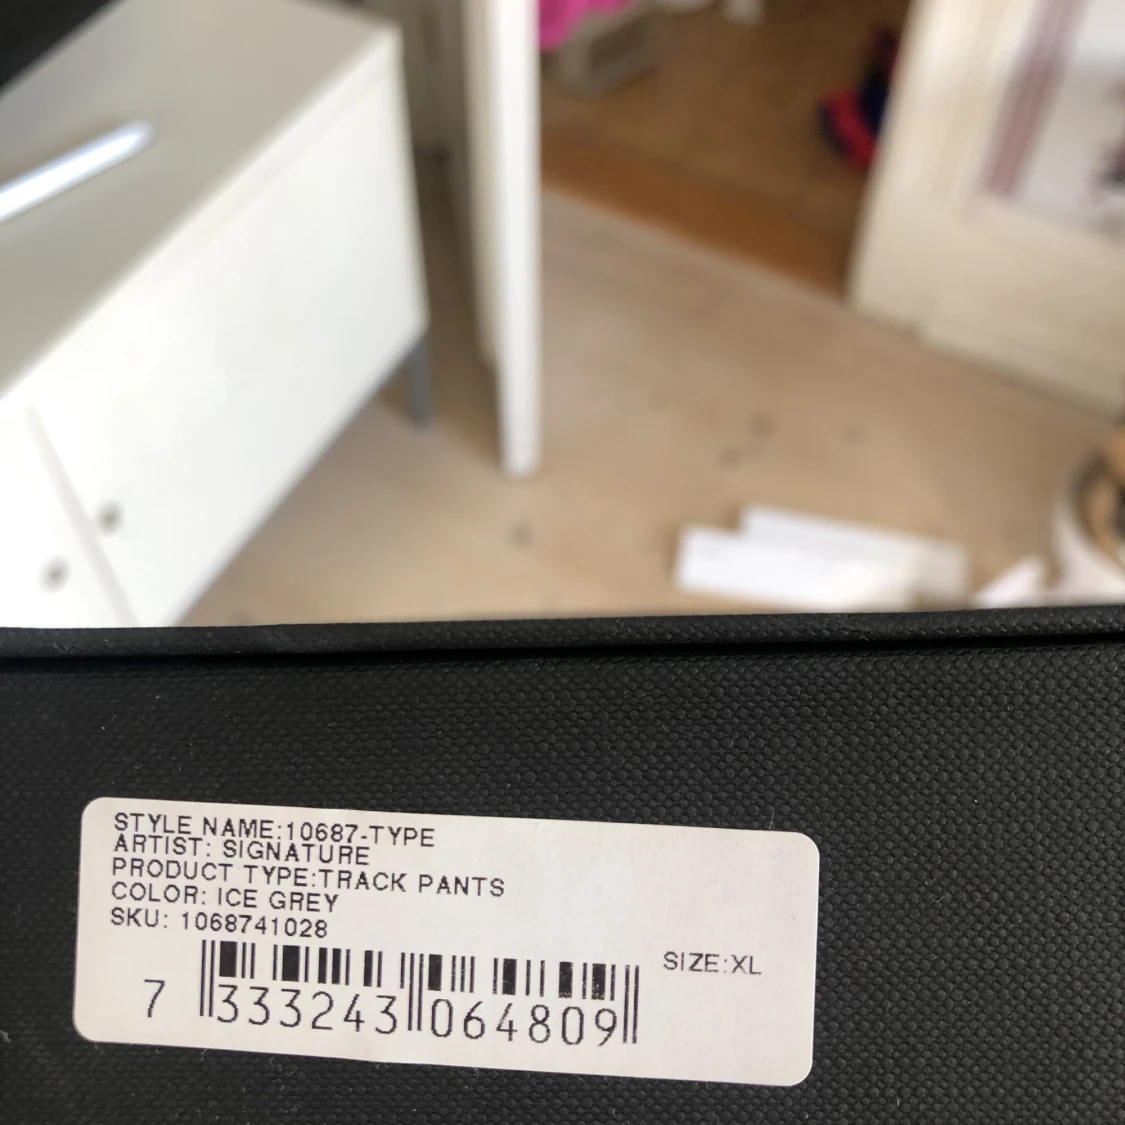 STYLE NAME:10687-TYPE
ARTIST: SIGNATURE
PRODUCT TYPE:TRACK PANTS
COLOR: ICE GREY
SKU: 1068741028
SIZE:XL
7 333243 064809